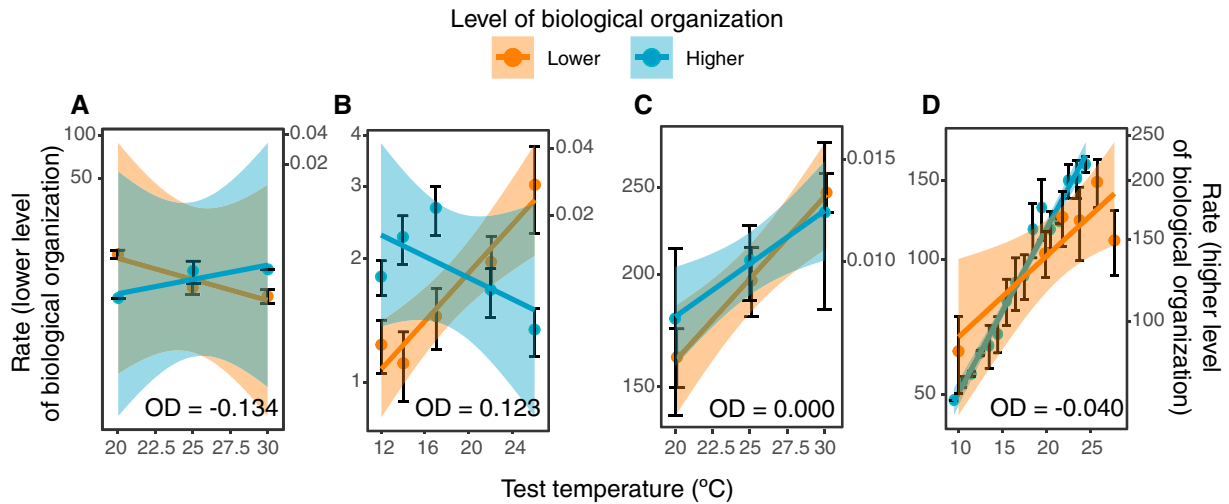 Level of biological organization
Lower Higher
A B C D
Rate (lower level
of biological organization)
100
50
0.04
0.02
OD = -0.134
20 22.5 25 27.5 30
4
3
2
1
0.04
0.02
OD = 0.123
12 16 20 24
250
200
150
0.015
0.010
OD = 0.000
20 22.5 25 27.5 30
150
100
50
250
200
150
100
OD = -0.040
10 15 20 25
Rate (higher level
of biological organization)
Test temperature (ºC)